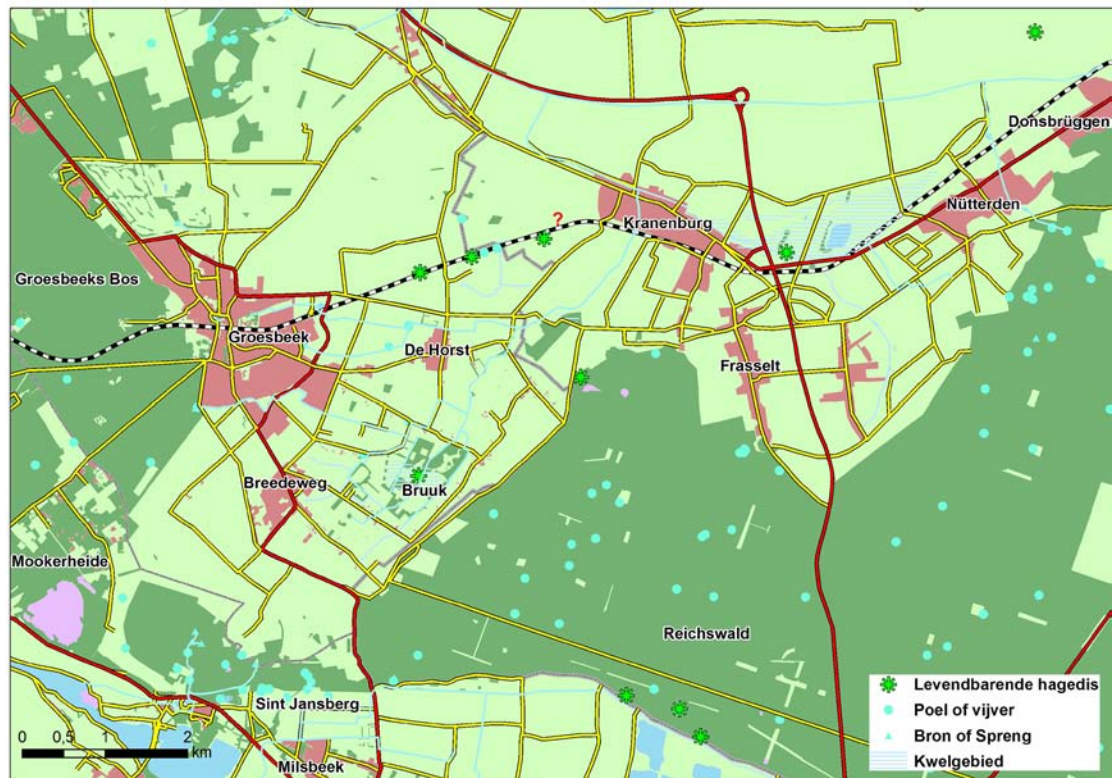 Donsbrüggen
Nütterden
?
Kranenburg
Groesbeeks Bos
Groesbeek
De Horst
Frasselt
Breedeweg
Bruuk
Mookerheide
Reichswald
Sint Jansberg
Milsbeek
0 0,5 1 2
km
Levendbarende hagedis
Poel of vijver
Bron of Spreng
Kwelgebied